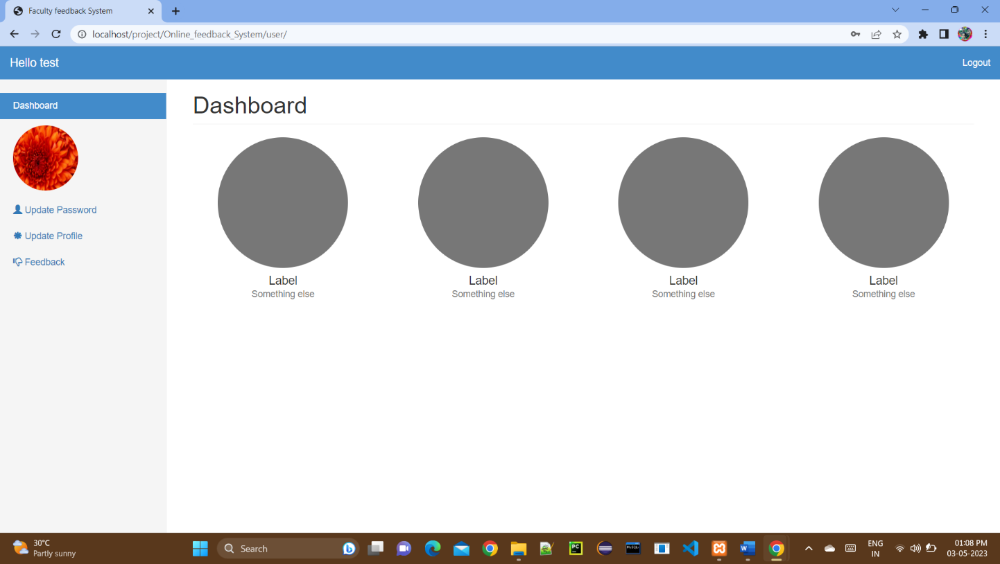 Faculty feedback System
localhost/project/Online_feedback_System/user/
Hello test
Logout
Dashboard
Dashboard
Update Password
Update Profile
Feedback
Label
Something else
Label
Something else
Label
Something else
Label
Something else
30°C
Partly sunny
Search
PC
MySQL
W
ENG
IN
01:08 PM
03-05-2023